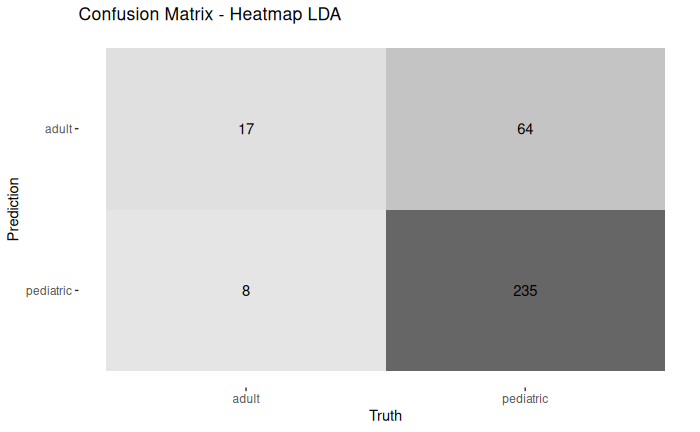 Confusion Matrix - Heatmap LDA
Prediction
adult
17
64
pediatric
8
235
adult
pediatric
Truth